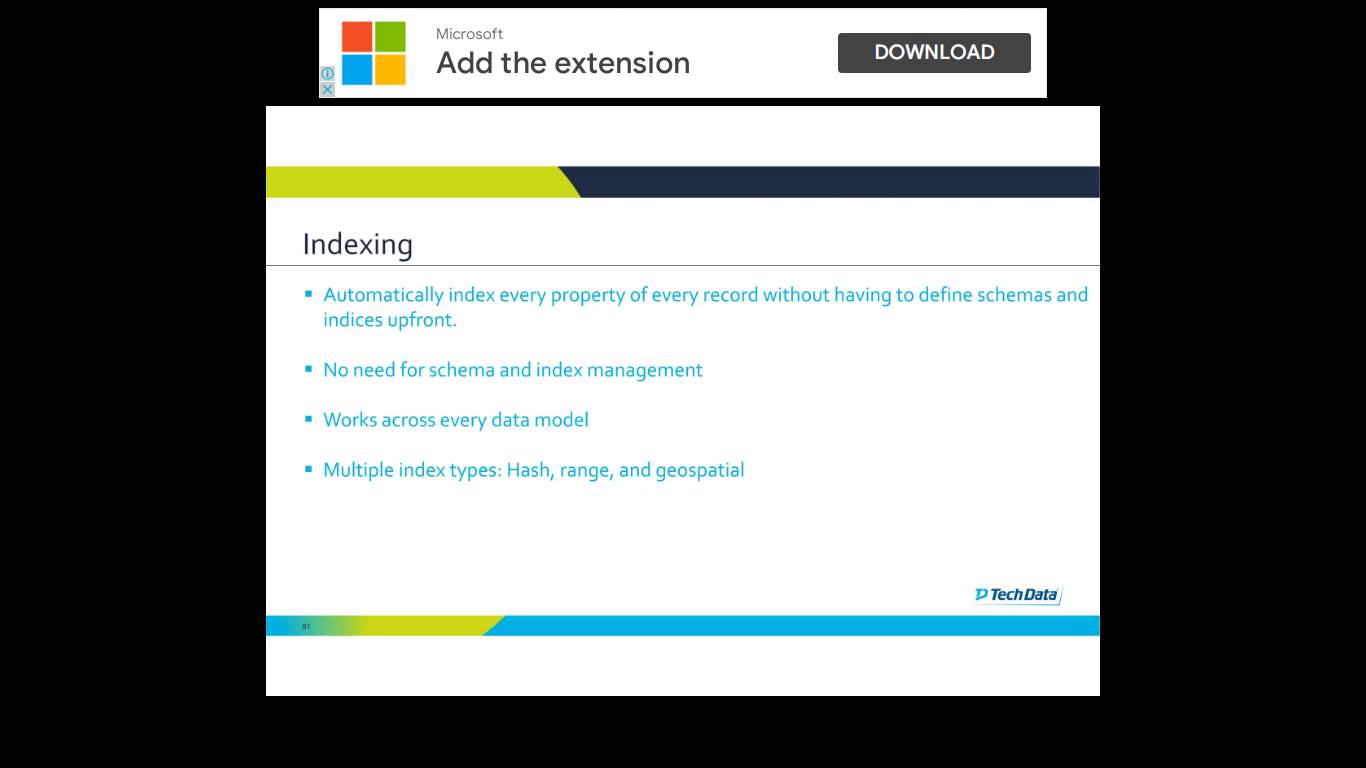 Microsoft
Add the extension
DOWNLOAD
Indexing
▪ Automatically index every property of every record without having to define schemas and
indices upfront.
▪ No need for schema and index management
▪ Works across every data model
▪ Multiple index types: Hash, range, and geospatial
TechData
81